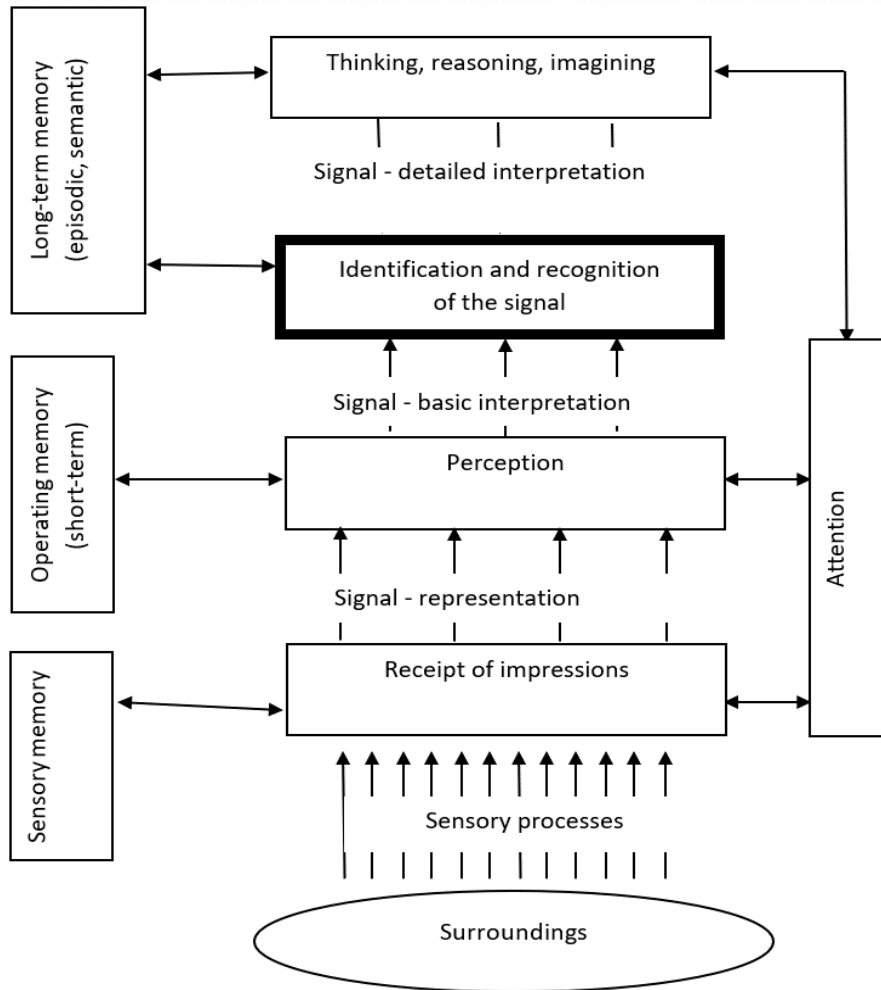 Thinking, reasoning, imagining
Long-term memory
(episodic, semantic)
Signal - detailed interpretation
Identification and recognition
of the signal
Signal - basic interpretation
Operating memory
(short-term)
Perception
Attention
Signal - representation
Receipt of impressions
Sensory memory
Sensory processes
Surroundings